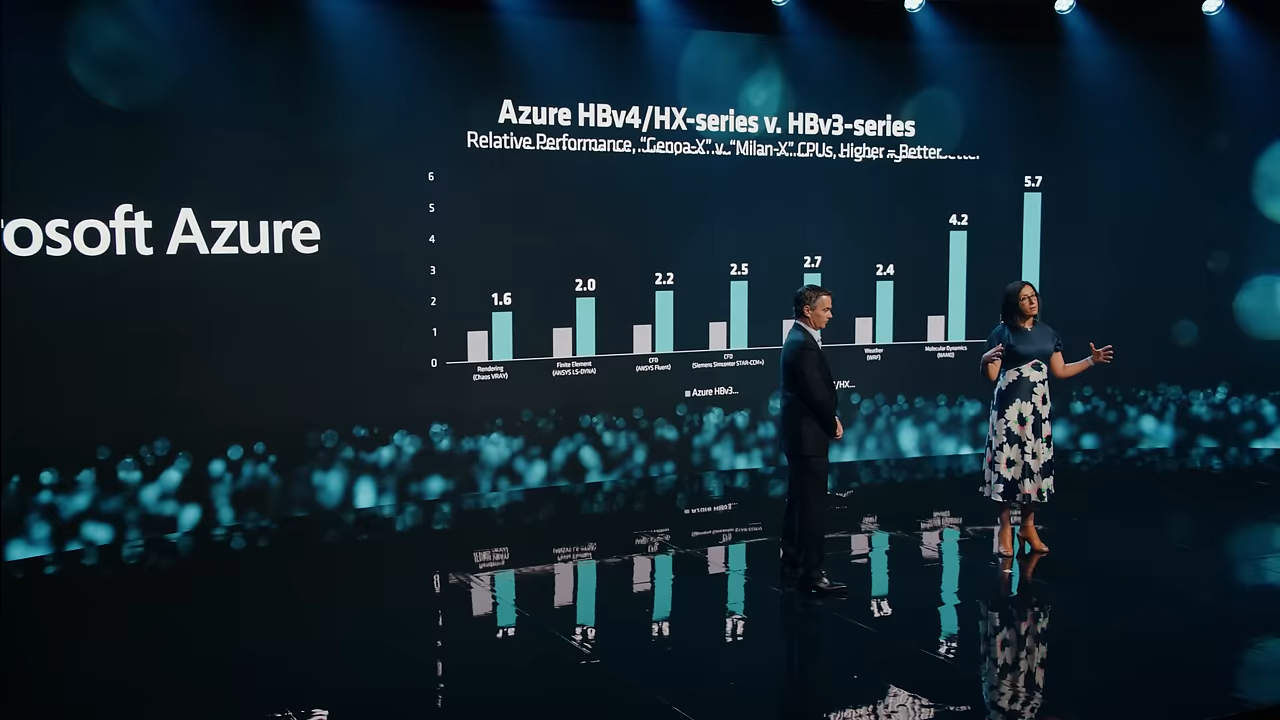 Azure HBv4/HX-series v. HBv3-series
Relative Performance, “Genoa-X” v. “Milan-X” CPUs, Higher = Better
osoft Azure
6
5
4
3
2
1
0
1.6
2.0
2.2
2.5
2.7
2.4
4.2
5.7
Rendering
(Chaos VRAY)
Finite Element
(ANSYS LS-DYNA)
CFD
(ANSYS Fluent)
CFD
(Siemens Simcenter STAR-CCM+)
Weather
(WRF)
Molecular Dynamics
(NAMD)
Azure HBv3...
/HX...